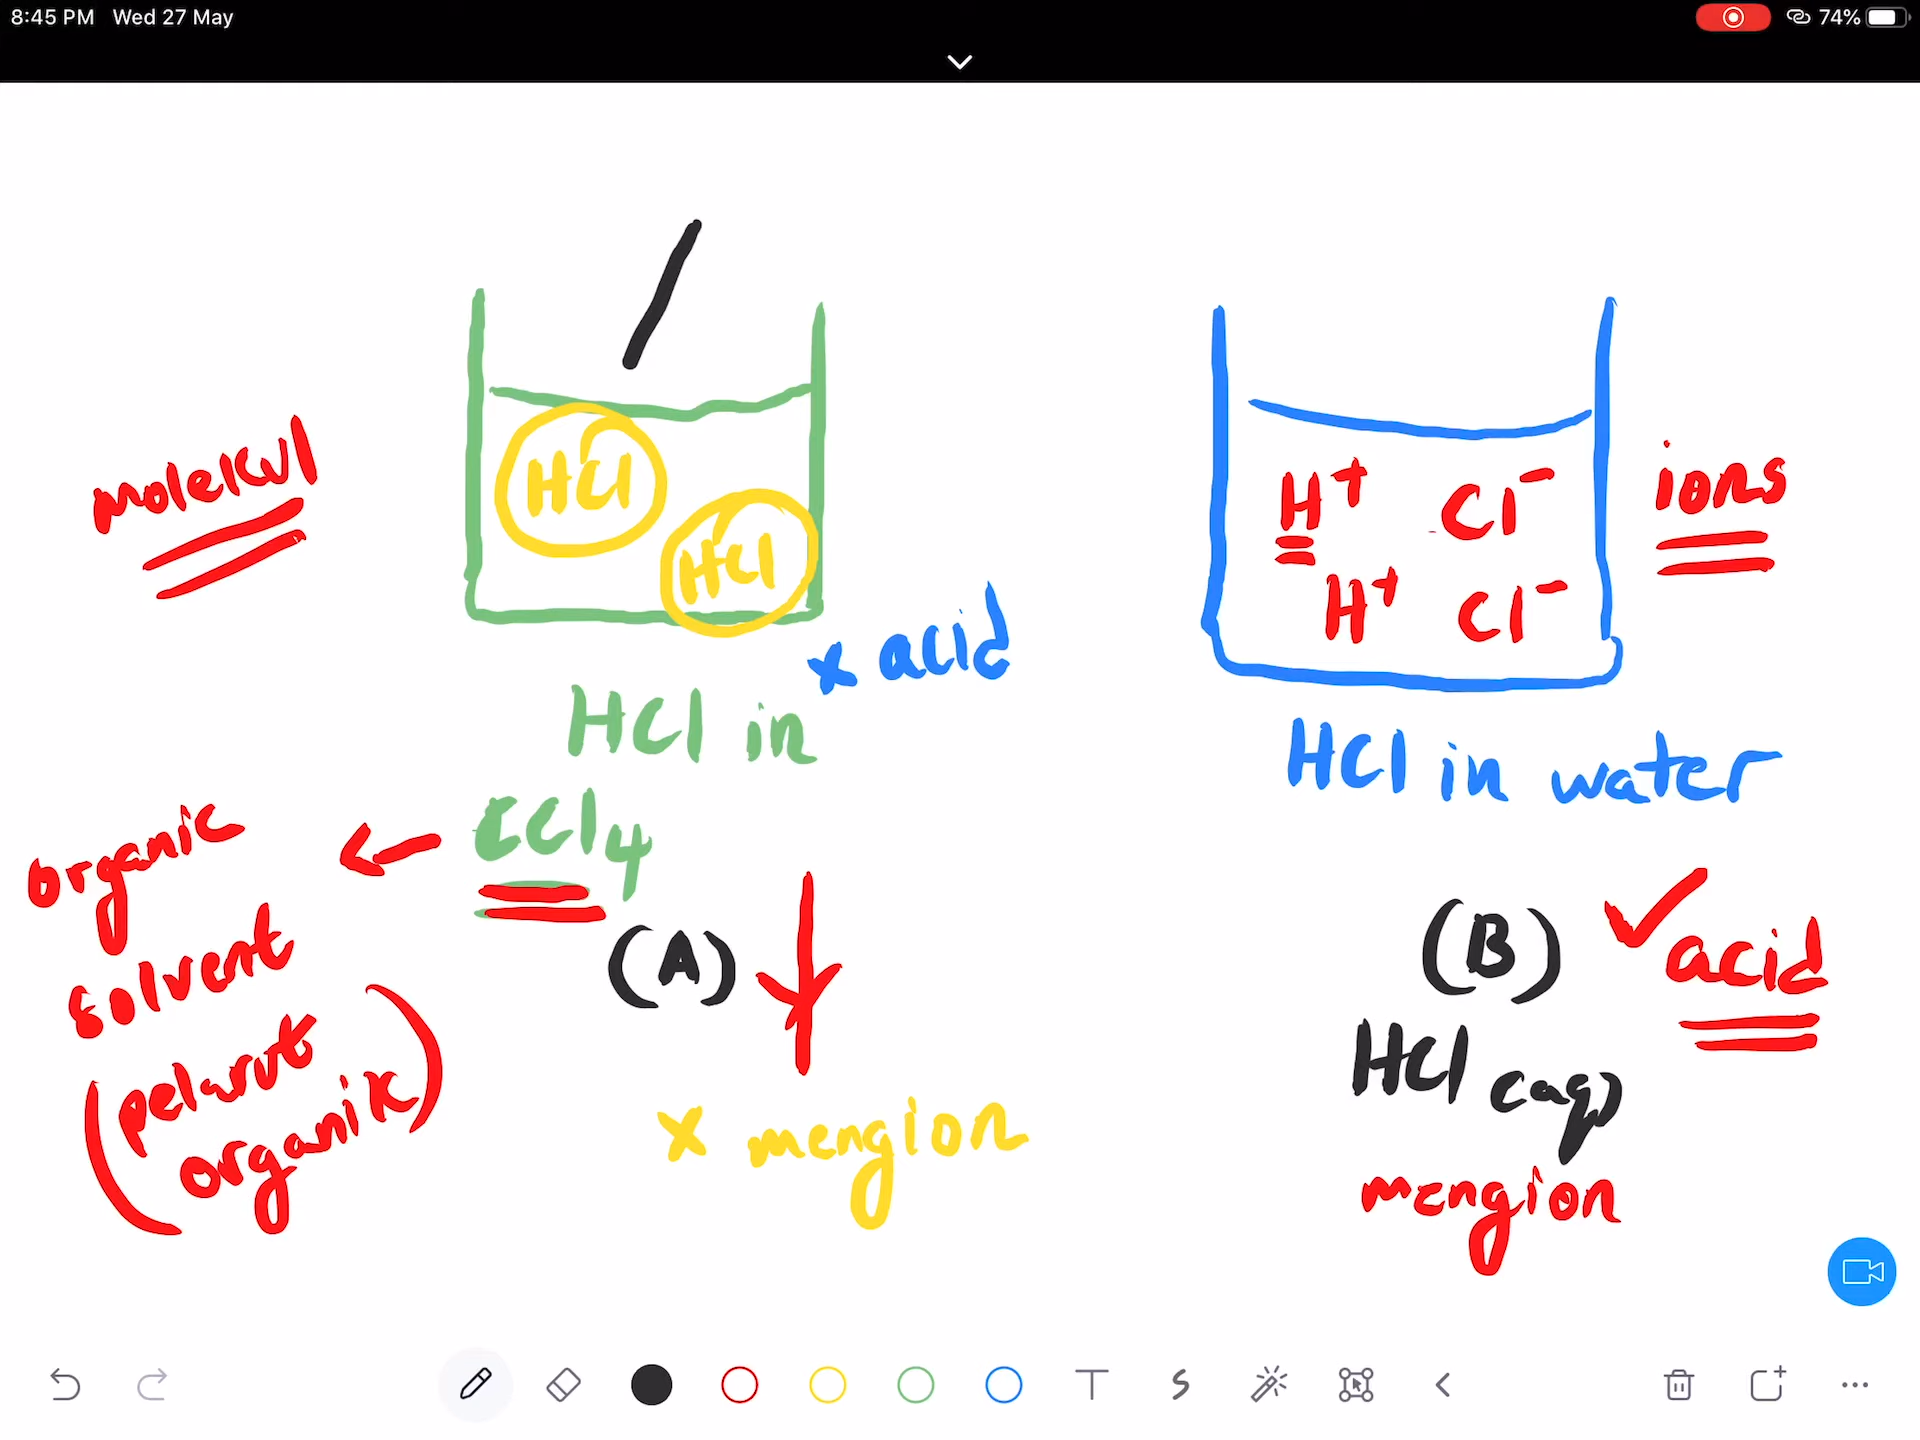 8:45 PM Wed 27 May
74%
molekul
HCl
HCl
x acid
HCl in
CCl4
organic
solvent
(pelarut
organik)
(A)
x mengion
H+ Cl-
H+ Cl-
ions
HCl in water
(B)
acid
HCl (aq)
mengion
T